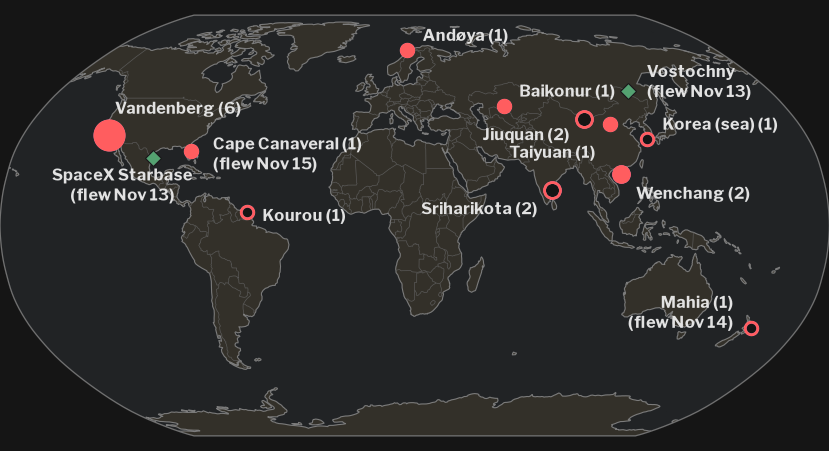 Andøya (1)
Vostochny
(flew Nov 13)
Baikonur (1)
Vandenberg (6)
Korea (sea) (1)
Jiuquan (2)
Cape Canaveral (1)
(flew Nov 15)
Taiyuan (1)
SpaceX Starbase
(flew Nov 13)
Wenchang (2)
Sriharikota (2)
Kourou (1)
Mahia (1)
(flew Nov 14)